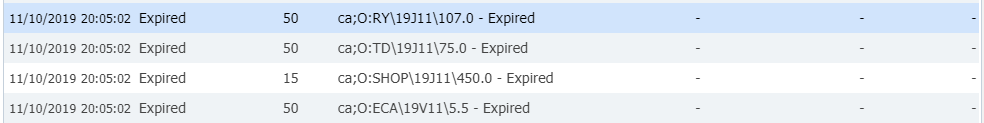 11/10/2019 20:05:02 Expired 50 ca;O:RY\19J11\107.0 - Expired - - -
11/10/2019 20:05:02 Expired 50 ca;O:TD\19J11\75.0 - Expired - - -
11/10/2019 20:05:02 Expired 15 ca;O:SHOP\19J11\450.0 - Expired - - -
11/10/2019 20:05:02 Expired 50 ca;O:ECA\19V11\5.5 - Expired - - -